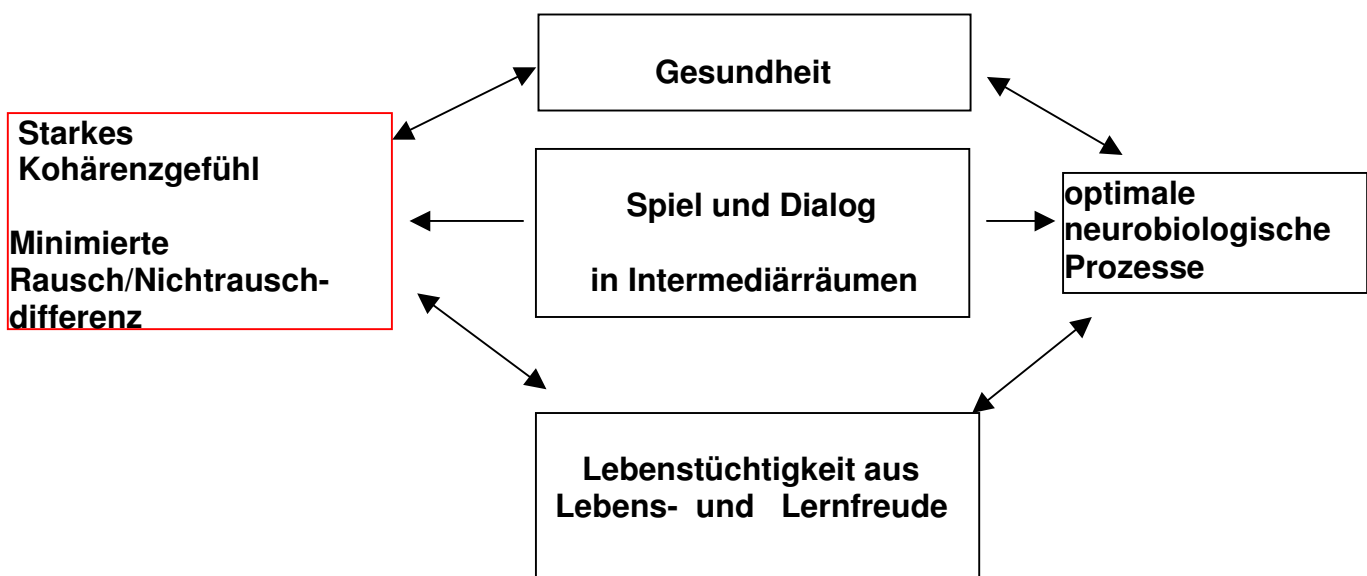 Gesundheit
Starkes
Kohärenzgefühl
Minimierte
Rausch/Nichtrausch-
differenz
Spiel und Dialog
in Intermediärräumen
optimale
neurobiologische
Prozesse
Lebenstüchtigkeit aus
Lebens- und Lernfreude